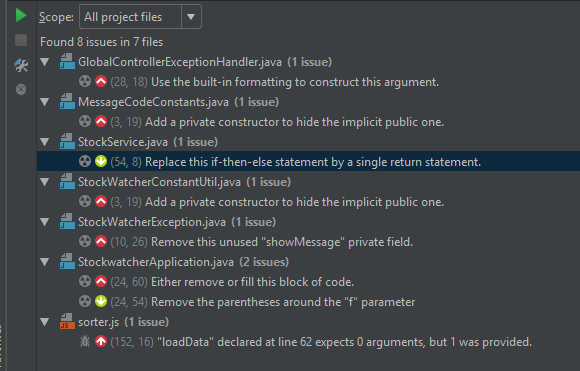 Scope: All project files
Found 8 issues in 7 files
GlobalControllerExceptionHandler.java (1 issue)
(28, 18) Use the built-in formatting to construct this argument.
MessageCodeConstants.java (1 issue)
(3, 19) Add a private constructor to hide the implicit public one.
StockService.java (1 issue)
(54, 8) Replace this if-then-else statement by a single return statement.
StockWatcherConstantUtil.java (1 issue)
(3, 19) Add a private constructor to hide the implicit public one.
StockWatcherException.java (1 issue)
(10, 26) Remove this unused "showMessage" private field.
StockwatcherApplication.java (2 issues)
(24, 60) Either remove or fill this block of code.
(24, 54) Remove the parentheses around the "f" parameter
sorter.js (1 issue)
(152, 16) "loadData" declared at line 62 expects 0 arguments, but 1 was provided.